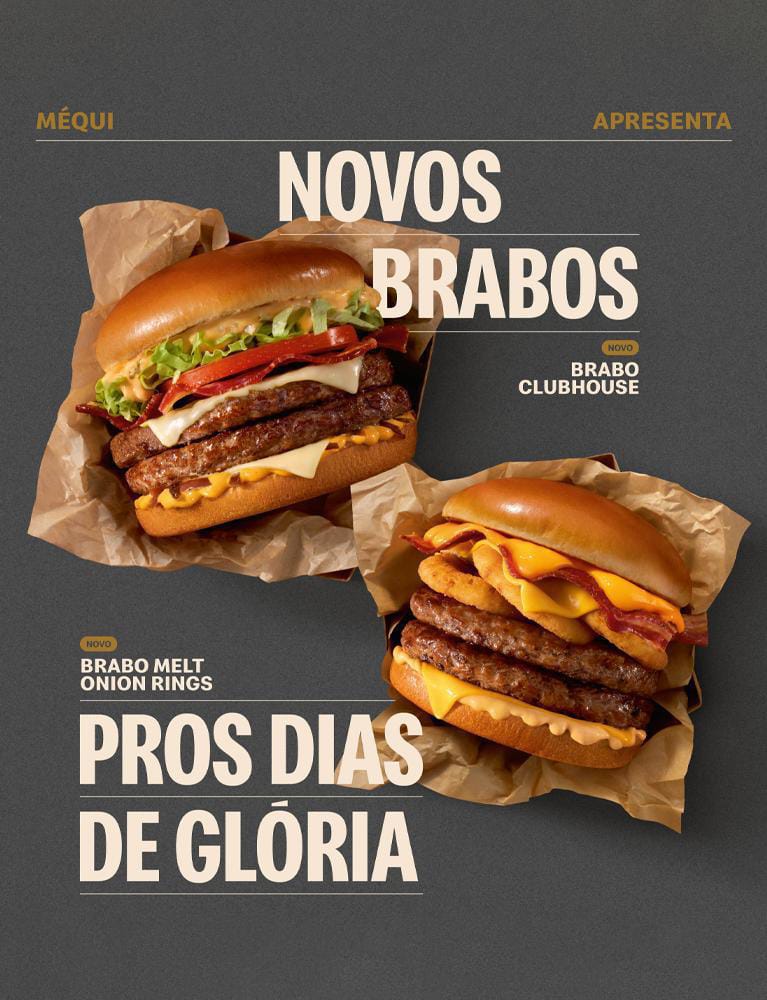 MÉQUI APRESENTA
NOVOS
BRABOS
NOVO
BRABO
CLUBHOUSE
NOVO
BRABO MELT
ONION RINGS
PROS DIAS
DE GLÓRIA